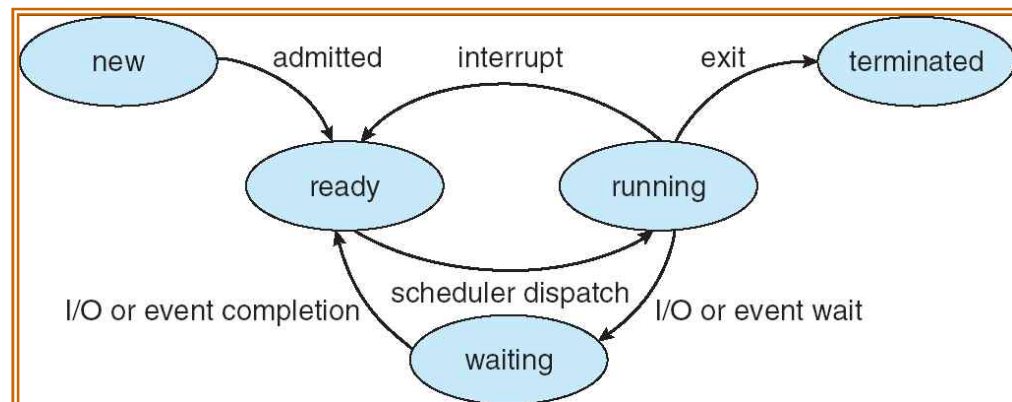 new
admitted
interrupt
exit
terminated
ready
running
scheduler dispatch
I/O or event completion
I/O or event wait
waiting